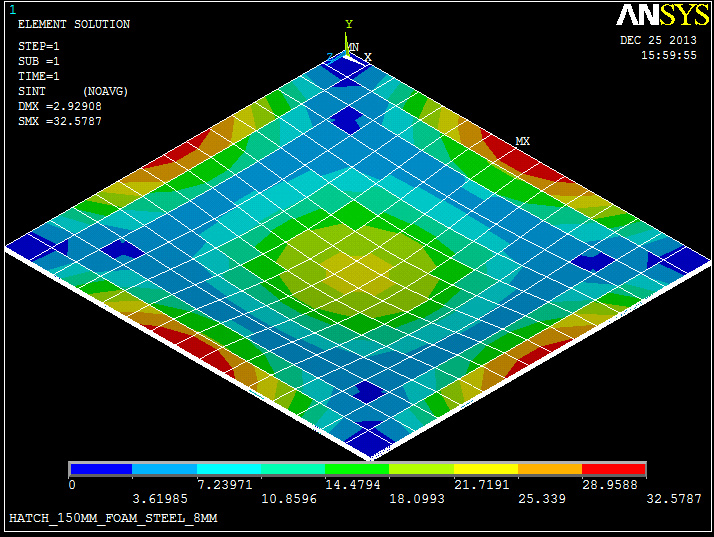 1
ANSYS
ELEMENT SOLUTION
DEC 25 2013
15:59:55
STEP=1
SUB =1
TIME=1
SINT (NOAVG)
DMX =2.92908
SMX =32.5787
Y
MN
Z X
MX
0 7.23971 14.4794 21.7191 28.9588
3.61985 10.8596 18.0993 25.339 32.5787
HATCH_150MM_FOAM_STEEL_8MM